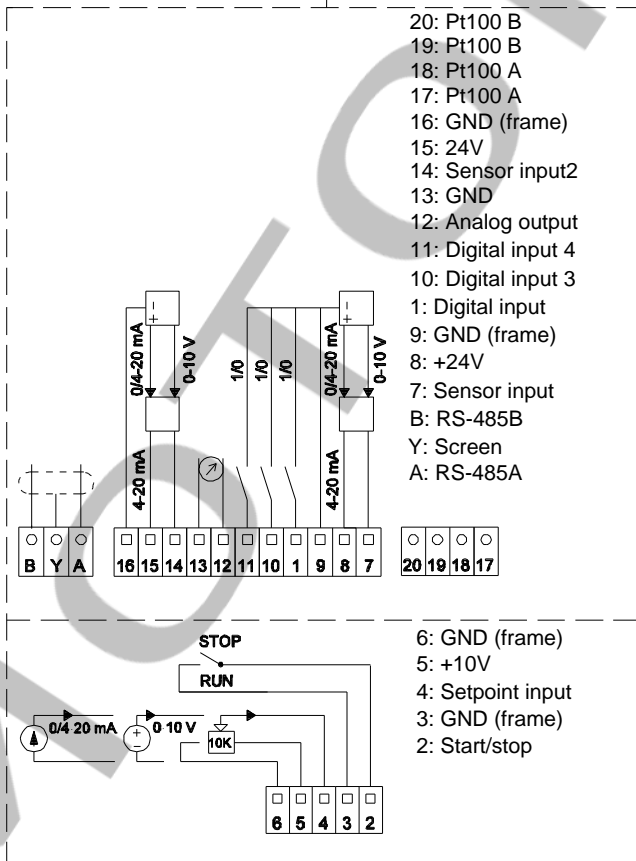 20: Pt100 B
19: Pt100 B
18: Pt100 A
17: Pt100 A
16: GND (frame)
15: 24V
14: Sensor input2
13: GND
12: Analog output
11: Digital input 4
10: Digital input 3
1: Digital input
9: GND (frame)
8: +24V
7: Sensor input
B: RS-485B
Y: Screen
A: RS-485A
- +
- +
0/4-20 mA
0-10 V
1/0
1/0
1/0
0/4-20 mA
0-10 V
4-20 mA
4-20 mA
B Y A
16 15 14 13 12 11 10 1 9 8 7
20 19 18 17
STOP
RUN
0/4-20 mA
0-10 V
+ -
10K
6 5 4 3 2
6: GND (frame)
5: +10V
4: Setpoint input
3: GND (frame)
2: Start/stop